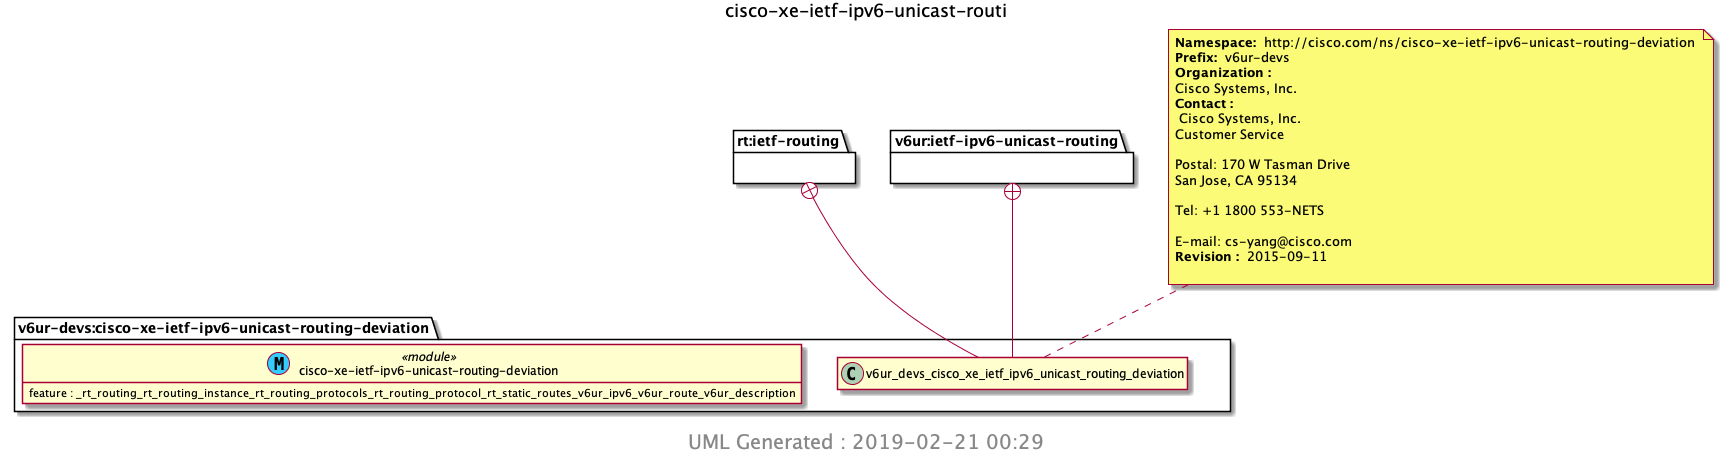 cisco-xe-ietf-ipv6-unicast-routi
Namespace: http://cisco.com/ns/cisco-xe-ietf-ipv6-unicast-routing-deviation
Prefix: v6ur-devs
Organization :
Cisco Systems, Inc.
Contact :
Cisco Systems, Inc.
Customer Service
Postal: 170 W Tasman Drive
San Jose, CA 95134
Tel: +1 1800 553-NETS
E-mail: cs-yang@cisco.com
Revision : 2015-09-11
rt:ietf-routing
v6ur:ietf-ipv6-unicast-routing
v6ur-devs:cisco-xe-ietf-ipv6-unicast-routing-deviation
M
«module»
cisco-xe-ietf-ipv6-unicast-routing-deviation
feature : _rt_routing_rt_routing_instance_rt_routing_protocols_rt_routing_protocol_rt_static_routes_v6ur_ipv6_v6ur_route_v6ur_description
C v6ur_devs_cisco_xe_ietf_ipv6_unicast_routing_deviation
UML Generated : 2019-02-21 00:29